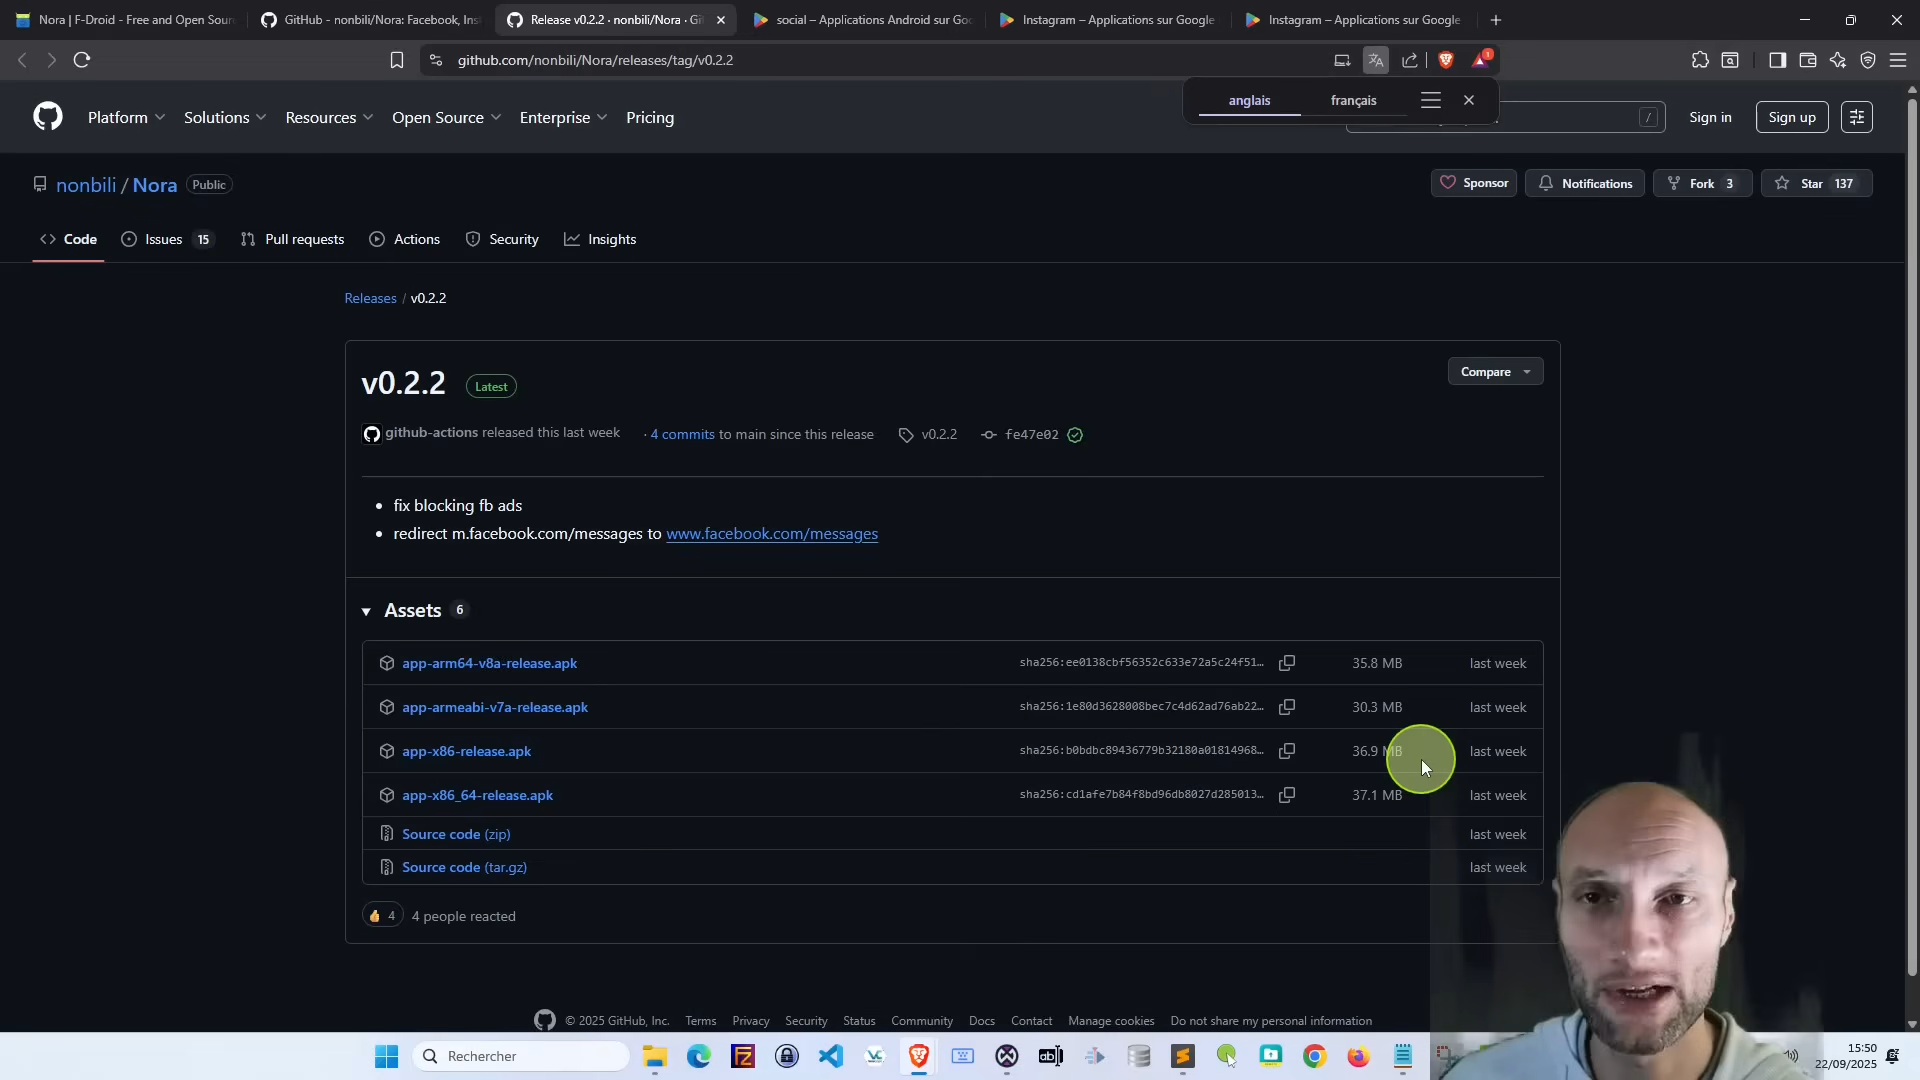 Nora | F-Droid - Free and Open Sour
GitHub - nonbili/Nora: Facebook, Ins
Release v0.2.2 · nonbili/Nora · Gi
social – Applications Android sur Goo
Instagram – Applications sur Google
Instagram – Applications sur Google
github.com/nonbili/Nora/releases/tag/v0.2.2
1
anglais
français
Platform
Solutions
Resources
Open Source
Enterprise
Pricing
/
Sign in
Sign up
nonbili / Nora
Public
Sponsor
Notifications
Fork 3
Star 137
Code
Issues 15
Pull requests
Actions
Security
Insights
Releases / v0.2.2
v0.2.2
Latest
Compare
github-actions released this last week
· 4 commits to main since this release
v0.2.2
fe47e02
• fix blocking fb ads
• redirect m.facebook.com/messages to www.facebook.com/messages
Assets 6
app-arm64-v8a-release.apk
sha256:ee0138cbf56352c633e72a5c24f51...
35.8 MB
last week
app-armeabi-v7a-release.apk
sha256:1e80d3628008bec7c4d62ad76ab22...
30.3 MB
last week
app-x86-release.apk
sha256:b0bdbc89436779b32180a01814968...
36.9 MB
last week
app-x86_64-release.apk
sha256:cd1afe7b84f8bd96db8027d285013...
37.1 MB
last week
Source code (zip)
last week
Source code (tar.gz)
last week
4
4 people reacted
© 2025 GitHub, Inc.
Terms
Privacy
Security
Status
Community
Docs
Contact
Manage cookies
Do not share my personal information
Rechercher
15:50
22/09/2025